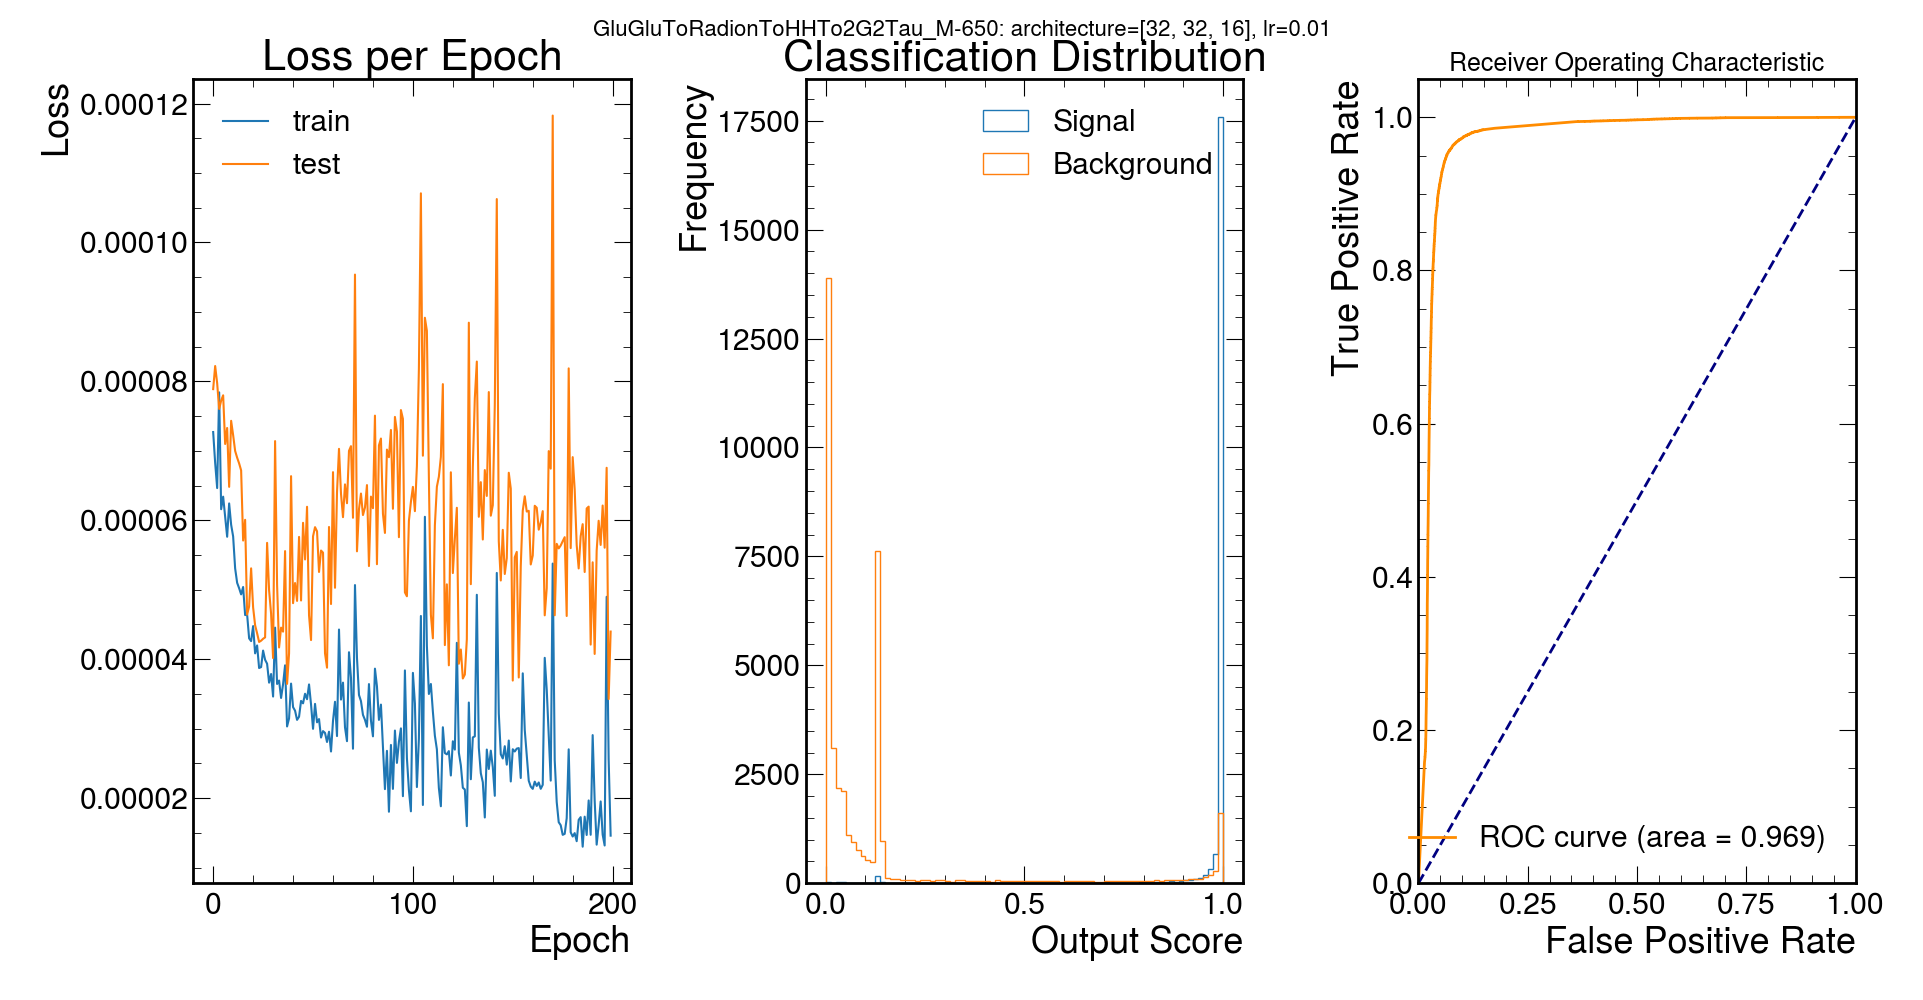 GluGluToRadionToHHTo2G2Tau_M-650: architecture=[32, 32, 16], lr=0.01
Loss per Epoch
Loss
0.00012
0.00010
0.00008
0.00006
0.00004
0.00002
train
test
0
100
200
Epoch
Classification Distribution
Frequency
17500
15000
12500
10000
7500
5000
2500
0
Signal
Background
0.0
0.5
1.0
Output Score
Receiver Operating Characteristic
True Positive Rate
1.0
0.8
0.6
0.4
0.2
0.0
ROC curve (area = 0.969)
0.00
0.25
0.50
0.75
1.00
False Positive Rate